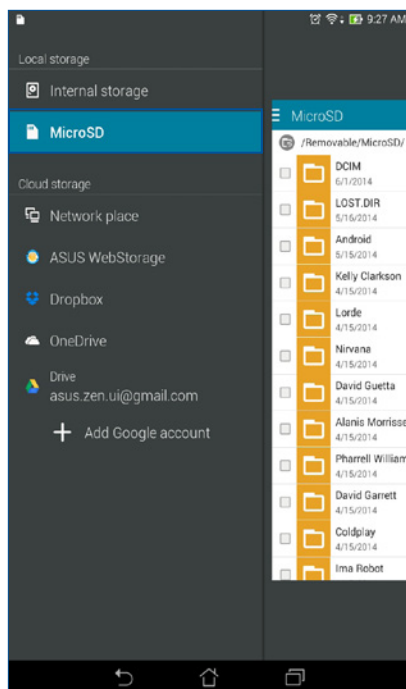 9:27 AM
Local storage
Internal storage
MicroSD
Cloud storage
Network place
ASUS WebStorage
Dropbox
OneDrive
Drive
asus.zen.ui@gmail.com
Add Google account
MicroSD
/Removable/MicroSD/
DCIM
6/1/2014
LOST.DIR
5/16/2014
Android
5/15/2014
Kelly Clarkson
4/15/2014
Lorde
4/15/2014
Nirvana
4/15/2014
David Guetta
4/15/2014
Alanis Morrisse
4/15/2014
Pharrell William
4/15/2014
David Garrett
4/15/2014
Coldplay
4/15/2014
Ima Robot